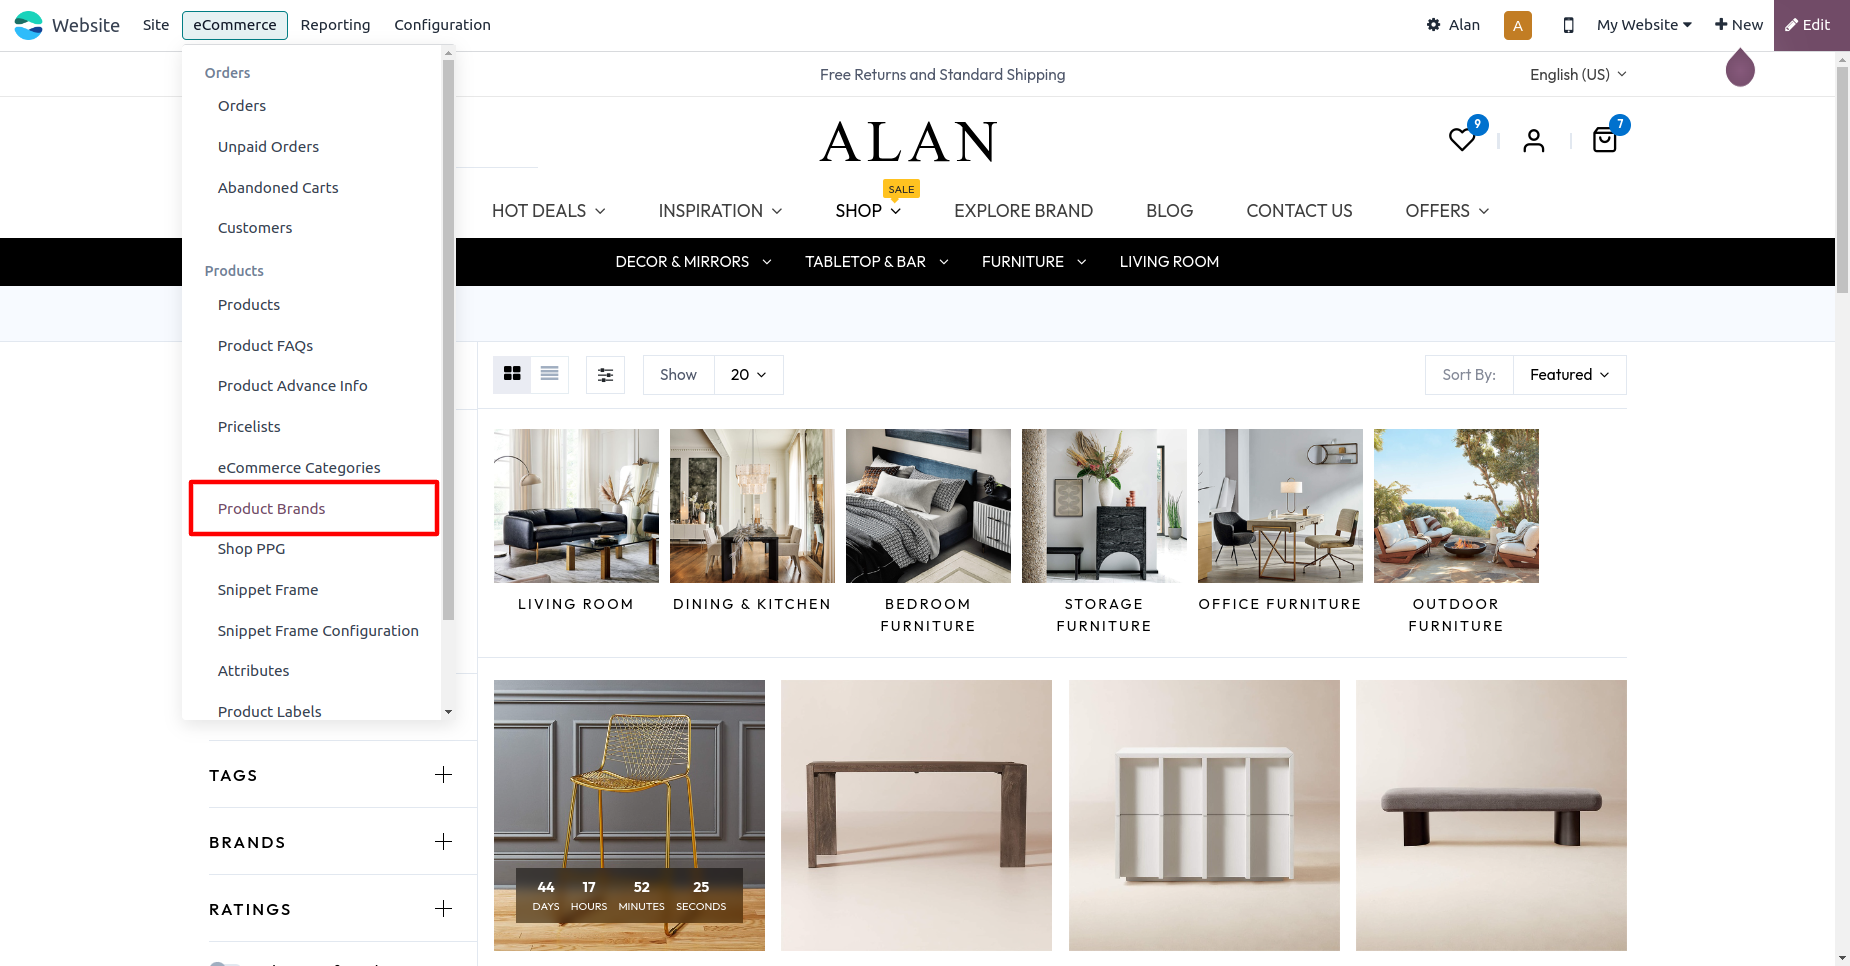 Website Site eCommerce Reporting Configuration Alan A My Website New Edit
Free Returns and Standard Shipping English (US)
ALAN 9 7
SALE
HOT DEALS INSPIRATION SHOP EXPLORE BRAND BLOG CONTACT US OFFERS
DECOR & MIRRORS TABLETOP & BAR FURNITURE LIVING ROOM
Orders
Orders
Unpaid Orders
Abandoned Carts
Customers
Products
Products
Product FAQs
Product Advance Info
Pricelists
eCommerce Categories
Product Brands
Shop PPG
Snippet Frame
Snippet Frame Configuration
Attributes
Product Labels
TAGS
BRANDS
RATINGS
Show 20 Sort By: Featured
LIVING ROOM
DINING & KITCHEN
BEDROOM
FURNITURE
STORAGE
FURNITURE
OFFICE FURNITURE
OUTDOOR
FURNITURE
44 17 52 25
DAYS HOURS MINUTES SECONDS